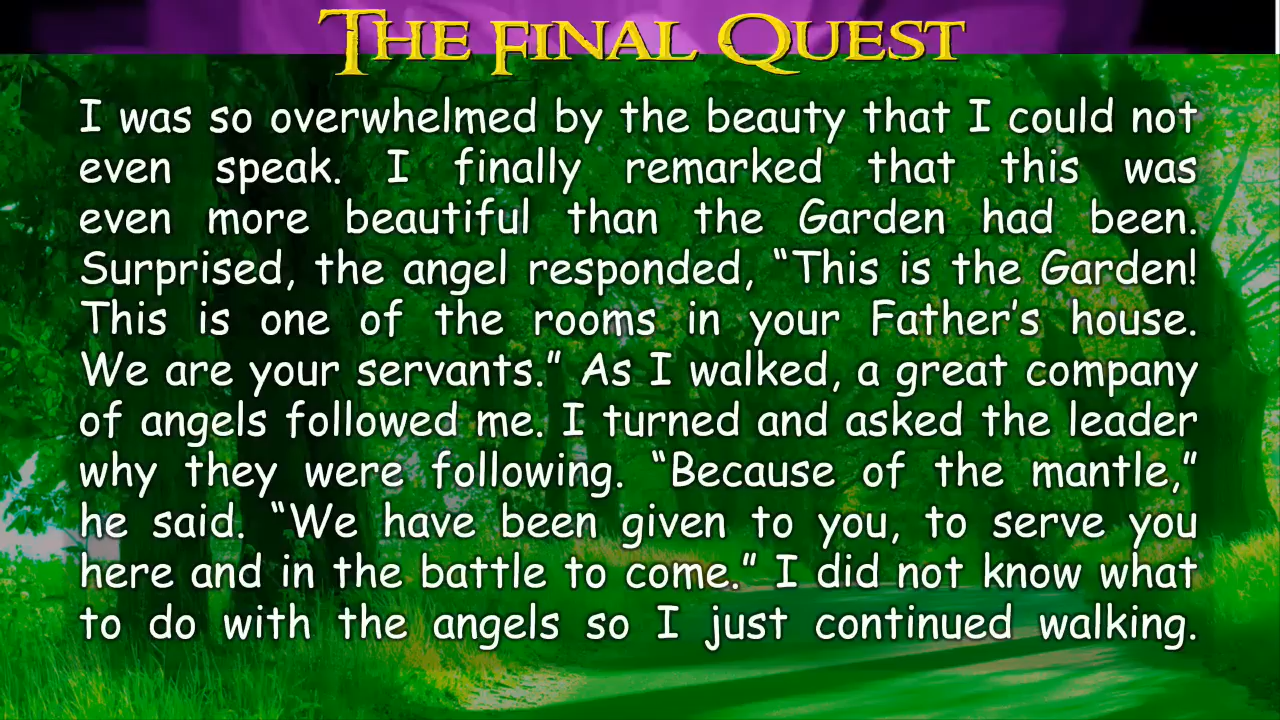 The Final Quest
I was so overwhelmed by the beauty that I could not
even speak. I finally remarked that this was
even more beautiful than the Garden had been.
Surprised, the angel responded, “This is the Garden!
This is one of the rooms in your Father’s house.
We are your servants.” As I walked, a great company
of angels followed me. I turned and asked the leader
why they were following. “Because of the mantle,”
he said. “We have been given to you, to serve you
here and in the battle to come.” I did not know what
to do with the angels so I just continued walking.